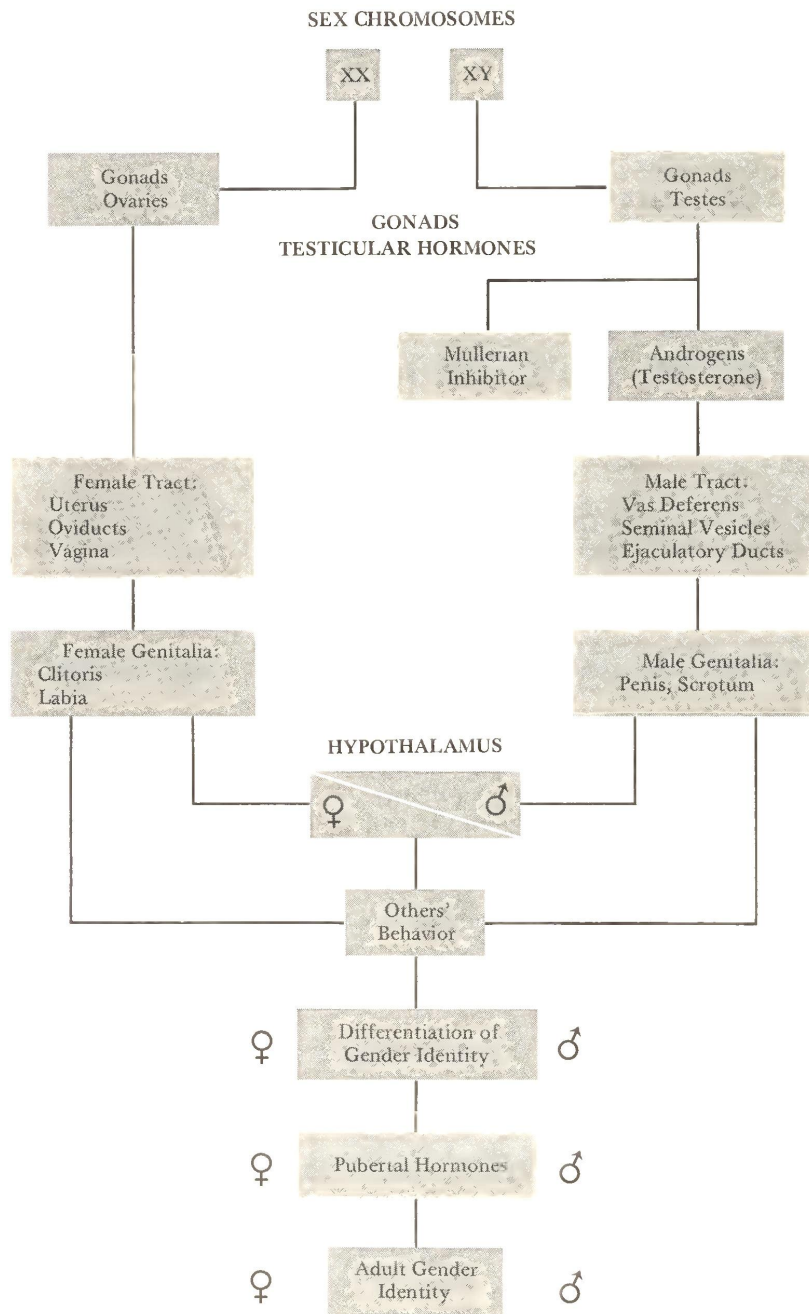 SEX CHROMOSOMES
XX
XY
Gonads
Ovaries
Gonads
Testes
GONADS
TESTICULAR HORMONES
Mullerian
Inhibitor
Androgens
(Testosterone)
Female Tract:
Uterus
Oviducts
Vagina
Male Tract:
Vas Deferens
Seminal Vesicles
Ejaculatory Ducts
Female Genitalia:
Clitoris
Labia
Male Genitalia:
Penis, Scrotum
HYPOTHALAMUS
♀ ♂
Others'
Behavior
♀ Differentiation of ♂
Gender Identity
♀ Pubertal Hormones ♂
♀ Adult Gender ♂
Identity